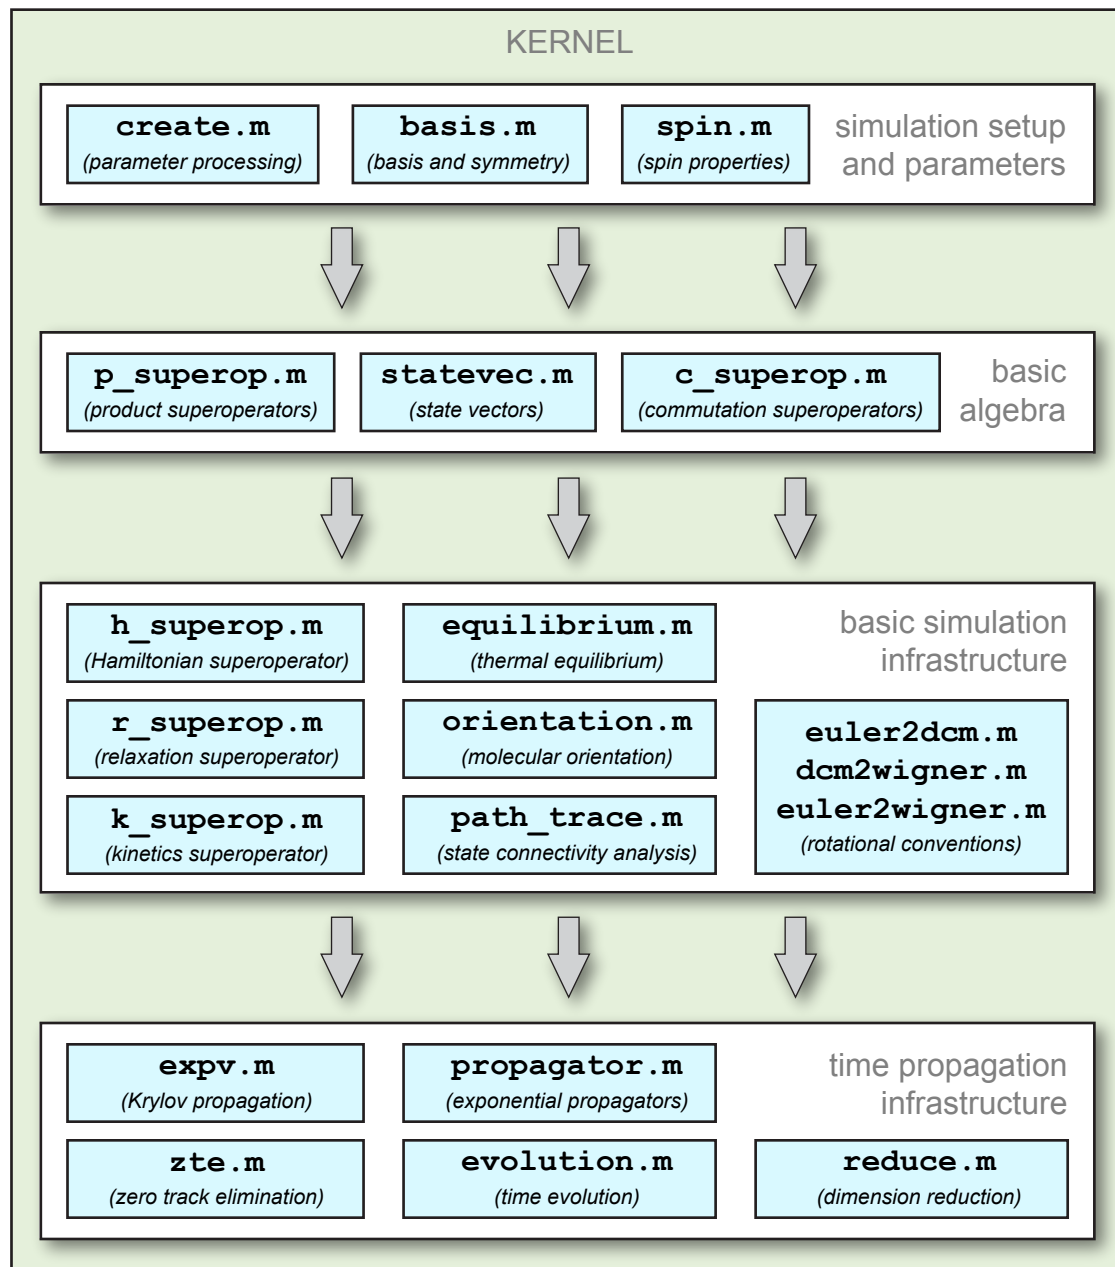 KERNEL
create.m
(parameter processing)
basis.m
(basis and symmetry)
spin.m
(spin properties)
simulation setup
and parameters
p_superop.m
(product superoperators)
statevec.m
(state vectors)
c_superop.m
(commutation superoperators)
basic
algebra
h_superop.m
(Hamiltonian superoperator)
equilibrium.m
(thermal equilibrium)
basic simulation
infrastructure
r_superop.m
(relaxation superoperator)
orientation.m
(molecular orientation)
k_superop.m
(kinetics superoperator)
path_trace.m
(state connectivity analysis)
euler2dcm.m
dcm2wigner.m
euler2wigner.m
(rotational conventions)
expv.m
(Krylov propagation)
propagator.m
(exponential propagators)
time propagation
infrastructure
zte.m
(zero track elimination)
evolution.m
(time evolution)
reduce.m
(dimension reduction)